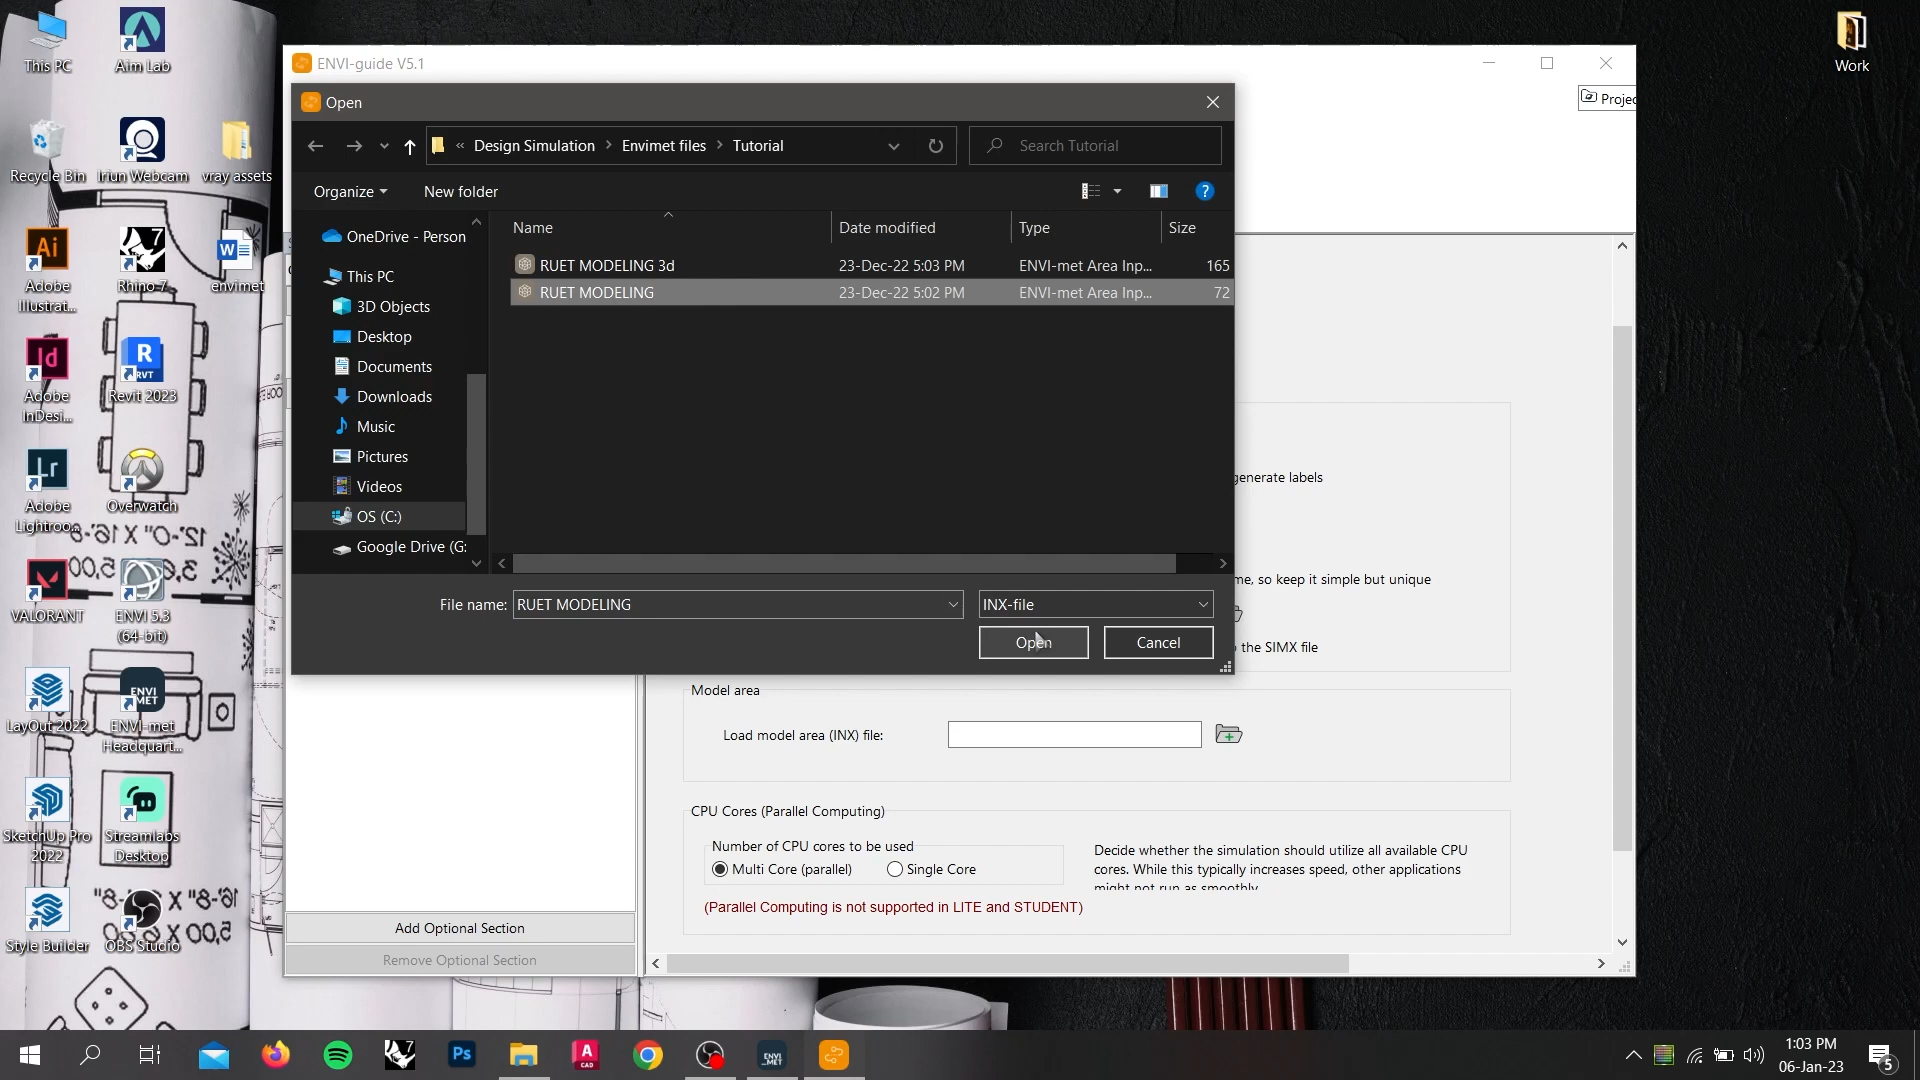 This PC
Aim Lab
Recycle Bin
Iriun Webcam
vray assets
Adobe Illustrat...
Rhino 7
envimet
Adobe InDesi...
Revit 2023
Adobe Lightroo...
Overwatch
VALORANT
ENVI 5.3 (64-bit)
LayOut 2022
ENVI-met Headquart...
SketchUp Pro 2022
Streamlabs Desktop
Style Builder
OBS Studio
Work
ENVI-guide V5.1
Open
« Design Simulation > Envimet files > Tutorial
Search Tutorial
Organize
New folder
OneDrive - Person
This PC
3D Objects
Desktop
Documents
Downloads
Music
Pictures
Videos
OS (C:)
Google Drive (G:
Name Date modified Type Size
RUET MODELING 3d 23-Dec-22 5:03 PM ENVI-met Area Inp... 165
RUET MODELING 23-Dec-22 5:02 PM ENVI-met Area Inp... 72
File name: RUET MODELING INX-file
Open Cancel
Projec
generate labels
me, so keep it simple but unique
the SIMX file
Model area
Load model area (INX) file:
CPU Cores (Parallel Computing)
Number of CPU cores to be used
Multi Core (parallel) Single Core
Decide whether the simulation should utilize all available CPU
cores. While this typically increases speed, other applications
might not run as smoothly.
(Parallel Computing is not supported in LITE and STUDENT)
Add Optional Section
Remove Optional Section
1:03 PM
06-Jan-23
5